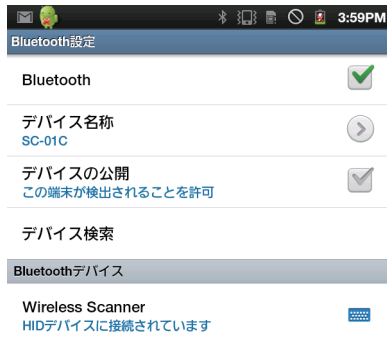 3:59PM
Bluetooth設定
Bluetooth
デバイス名称
SC-01C
デバイスの公開
この端末が検出されることを許可
デバイス検索
Bluetoothデバイス
Wireless Scanner
HIDデバイスに接続されています